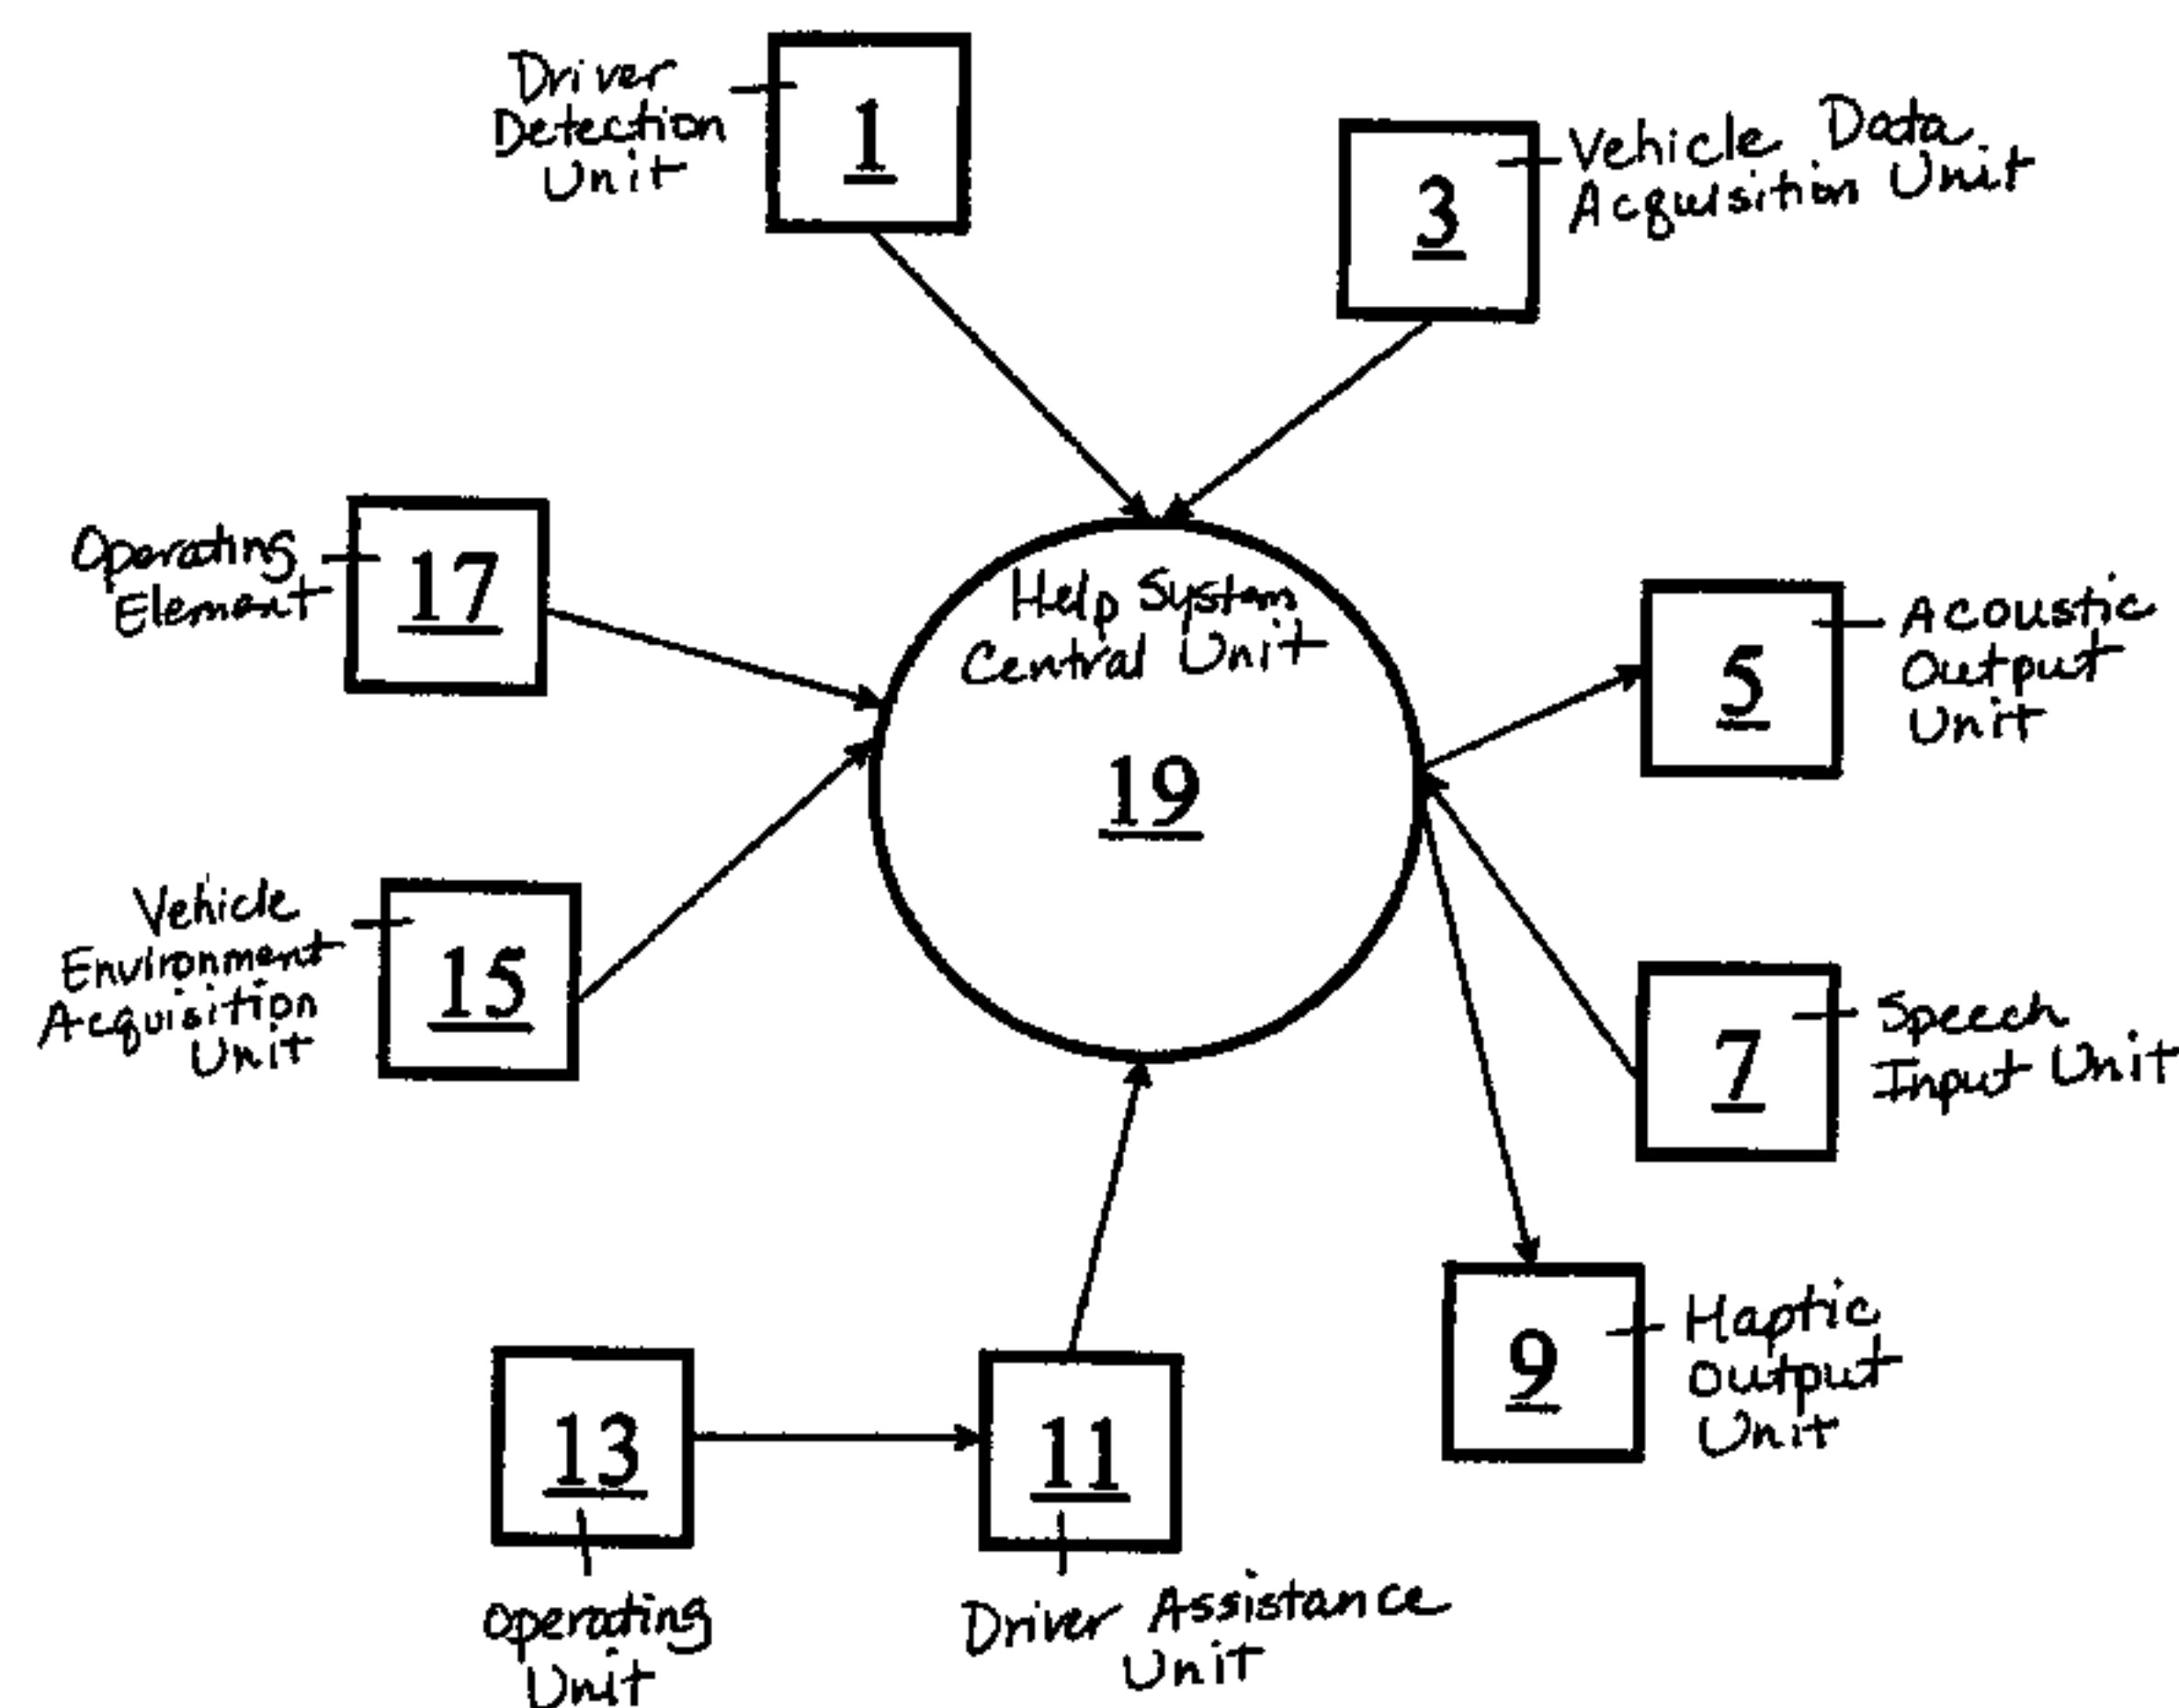 Driver
Detection
Unit
1
Vehicle Data
Acquisition Unit
3
Operating
Element
17
Help System
Central Unit
19
Acoustic
Output
Unit
5
Vehicle
Environment
Acquisition
Unit
15
Speech
Input Unit
7
Haptic
Output
Unit
9
13
Operating
Unit
11
Driver Assistance
Unit